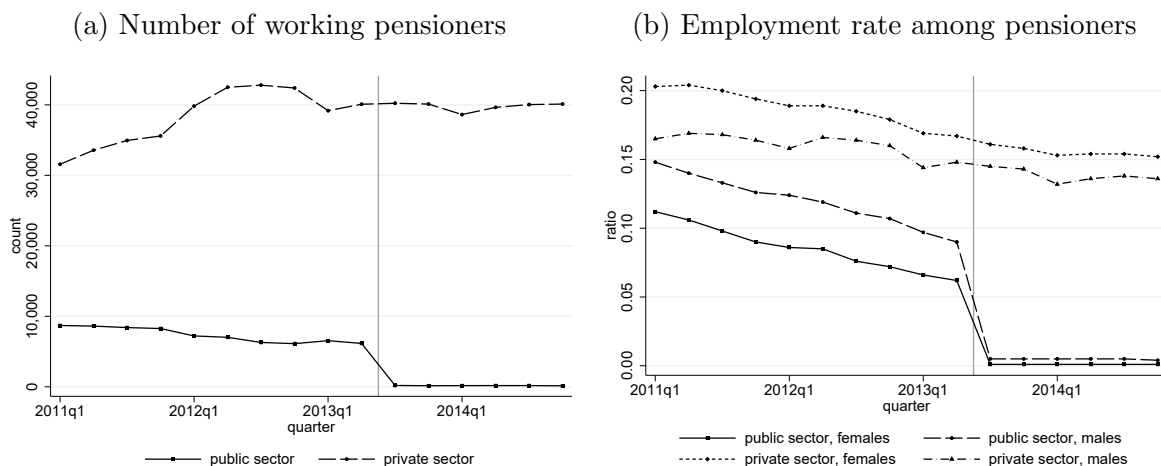 (a) Number of working pensioners
40,000
30,000
20,000
10,000
0
count
2011q1 2012q1 2013q1 2014q1
quarter
public sector private sector
(b) Employment rate among pensioners
0.20
0.15
0.10
0.05
0.00
ratio
2011q1 2012q1 2013q1 2014q1
quarter
public sector, females public sector, males
private sector, females private sector, males